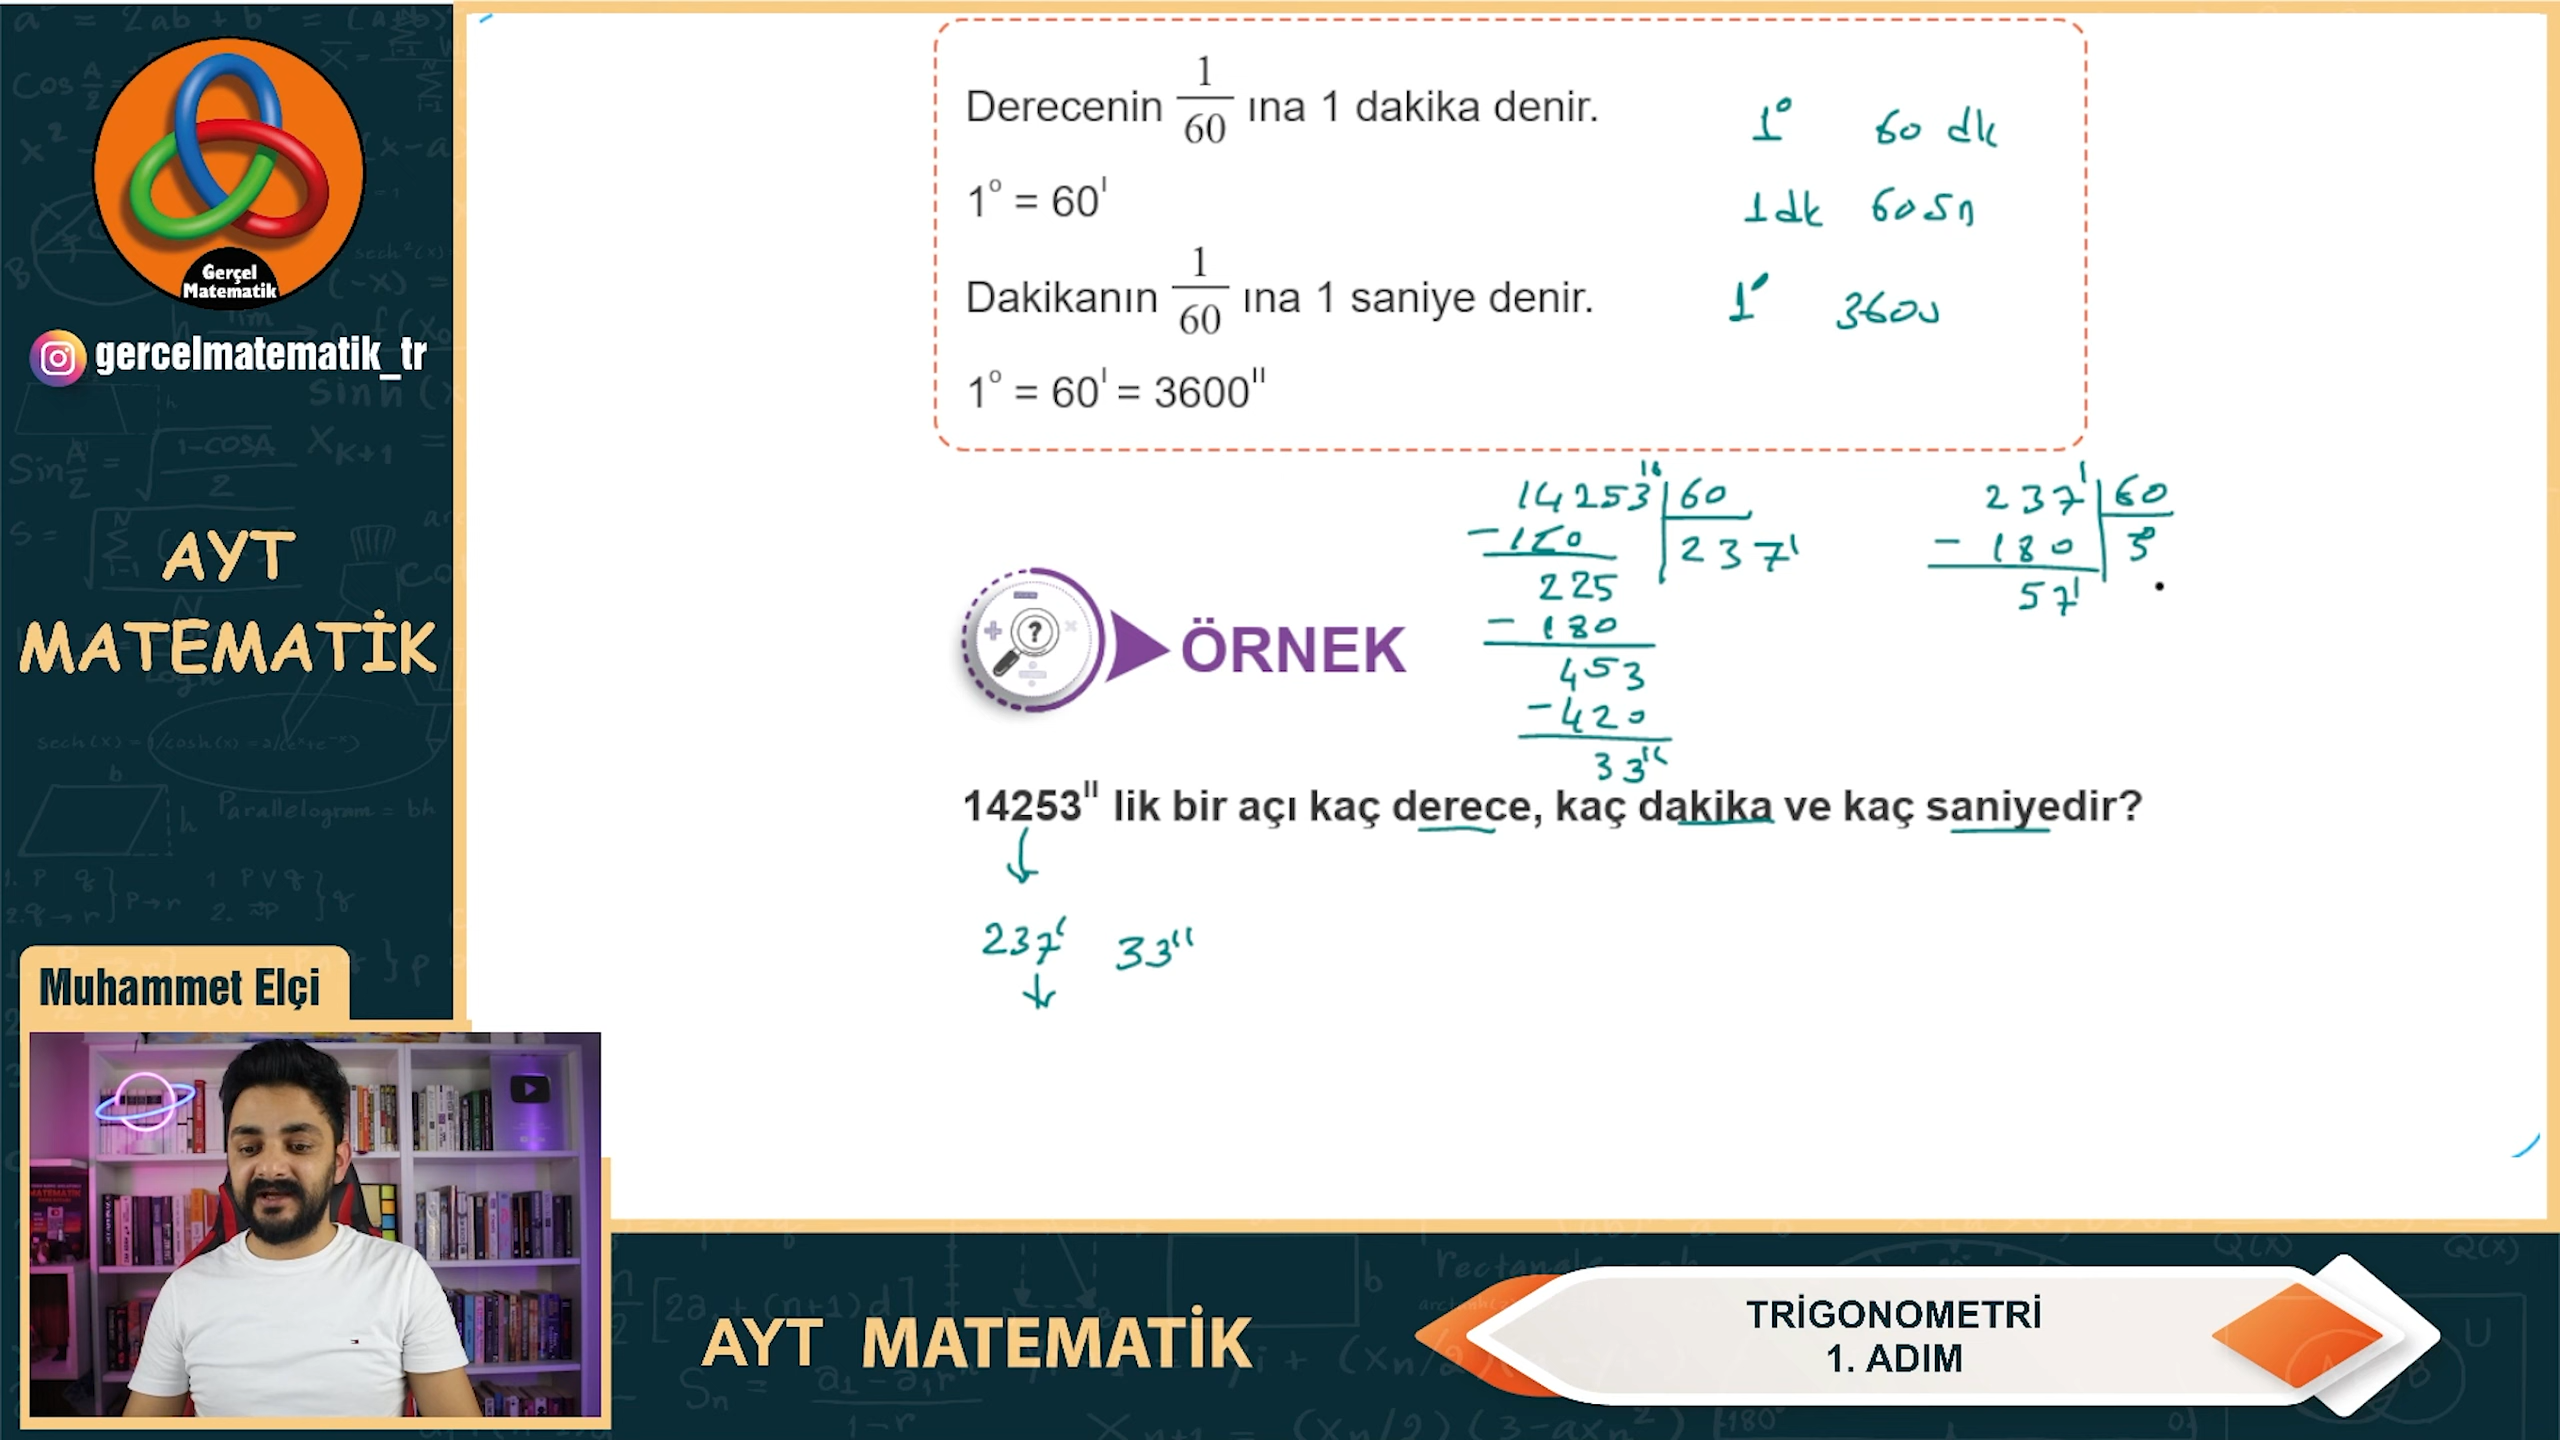 Gerçel
Matematik
gercelmatematik_tr
AYT
MATEMATİK
Muhammet Elçi
Derecenin 1/60 ına 1 dakika denir.
1° = 60'
Dakikanın 1/60 ına 1 saniye denir.
1° = 60' = 3600''
1° 60 dk
1dk 60sn
1° 3600
14253'' | 60
237'
225
- 180
453
- 420
33''
237' | 60
- 180
3°
57'
ÖRNEK
14253'' lik bir açı kaç derece, kaç dakika ve kaç saniyedir?
237' 33''
AYT MATEMATİK
TRİGONOMETRİ
1. ADIM